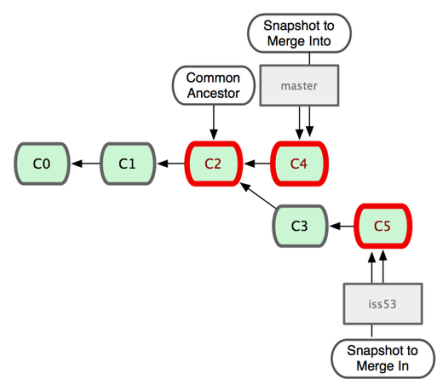 Snapshot to
Merge Into
Common
Ancestor
master
C0
C1
C2
C4
C3
C5
iss53
Snapshot to
Merge In